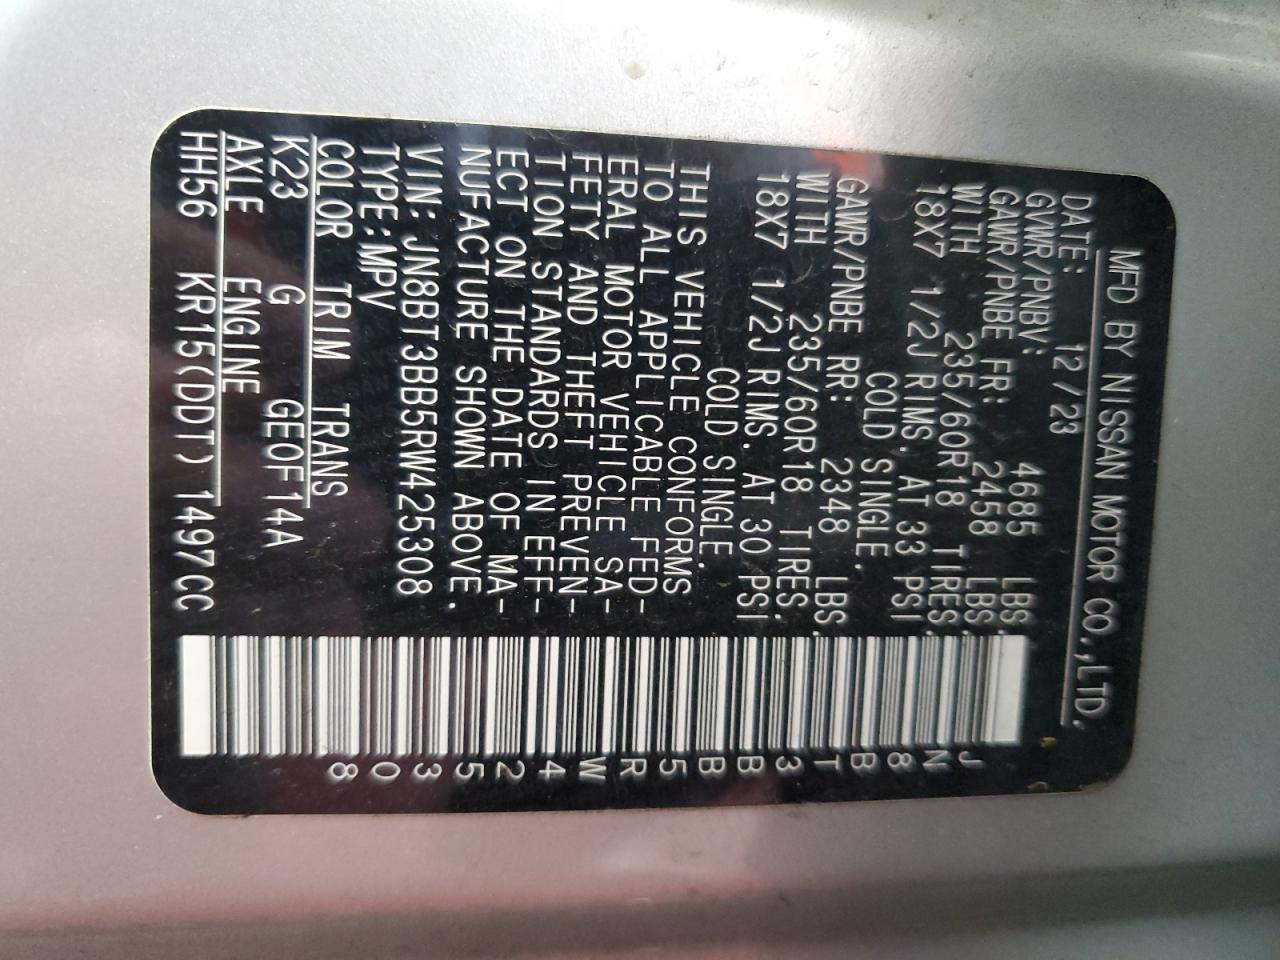 MFD BY NISSAN MOTOR CO.,LTD.
DATE: 12/23
GVWR/PNBV: 4685 LBS.
GAWR/PNBE FR: 2458 LBS.
WITH 235/60R18 TIRES.
18X7 1/2J RIMS. AT 33 PSI
COLD SINGLE.
GAWR/PNBE RR: 2348 LBS.
WITH 235/60R18 TIRES.
18X7 1/2J RIMS. AT 30 PSI
COLD SINGLE.
THIS VEHICLE CONFORMS
TO ALL APPLICABLE FED-
ERAL MOTOR VEHICLE SA-
FETY AND THEFT PREVEN-
TION STANDARDS IN EFF-
ECT ON THE DATE OF MA-
NUFACTURE SHOWN ABOVE.
VIN: JN8BT3BB5RW425308
TYPE:MPV
COLOR TRIM TRANS
K23 G GE0F14A
AXLE ENGINE
HH56 KR15(DDT) 1497CC
JN8BT3BB5RW425308